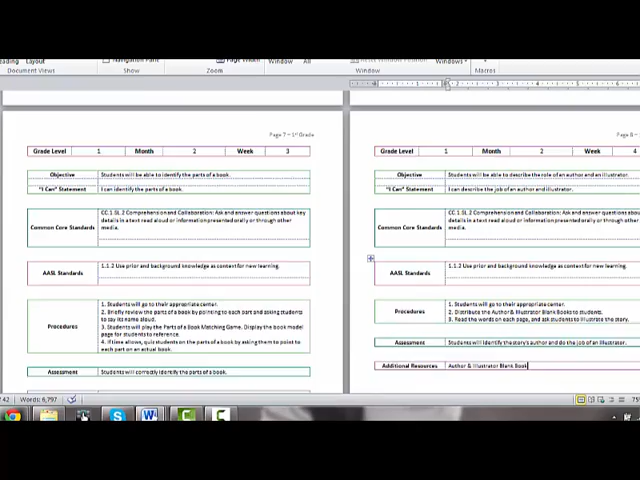 Layout
Page Width
Window
All
Windows
Document Views
Show
Zoom
Window
Macros
Page 7 – 1st Grade
Grade Level 1 Month 2 Week 3
Objective Students will be able to identify the parts of a book.
"I Can" Statement I can identify the parts of a book.
Common Core Standards
CC.1.SL.2 Comprehension and Collaboration: Ask and answer questions about key
details in a text read aloud or information presented orally or through other
media.
AASL Standards 1.1.2 Use prior and background knowledge as context for new learning.
Procedures
1. Students will go to their appropriate center.
2. Briefly review the parts of a book by pointing to each part and asking students
to say its name aloud.
3. Students will play the Parts of a Book Matching Game. Display the book model
page for students to reference.
4. If time allows, quiz students on the parts of a book by asking them to point to
each part on an actual book.
Assessment Students will correctly identify the parts of a book.
Page 8 –
Grade Level 1 Month 2 Week 4
Objective Students will be able to describe the role of an author and an illustrator.
"I Can" Statement I can describe the job of an author and illustrator.
Common Core Standards
CC.1.SL.2 Comprehension and Collaboration: Ask and answer questions abou
details in a text read aloud or information presented orally or through other
media.
AASL Standards 1.1.2 Use prior and background knowledge as context for new learning.
Procedures
1. Students will go to their appropriate center.
2. Distribute the Author & Illustrator Blank Books to students.
3. Read the words on each page, and ask students to illustrate the story.
Assessment Students will identify the story's author and do the job of an illustrator.
Additional Resources Author & Illustrator Blank Book
/42 Words: 6,797
75%